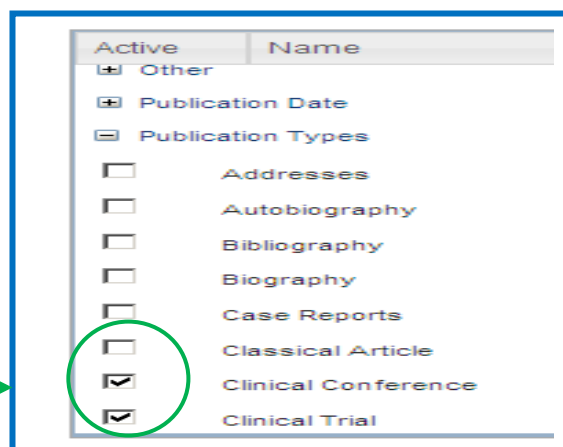 Active Name
Other
Publication Date
Publication Types
Addresses
Autobiography
Bibliography
Biography
Case Reports
Classical Article
Clinical Conference
Clinical Trial